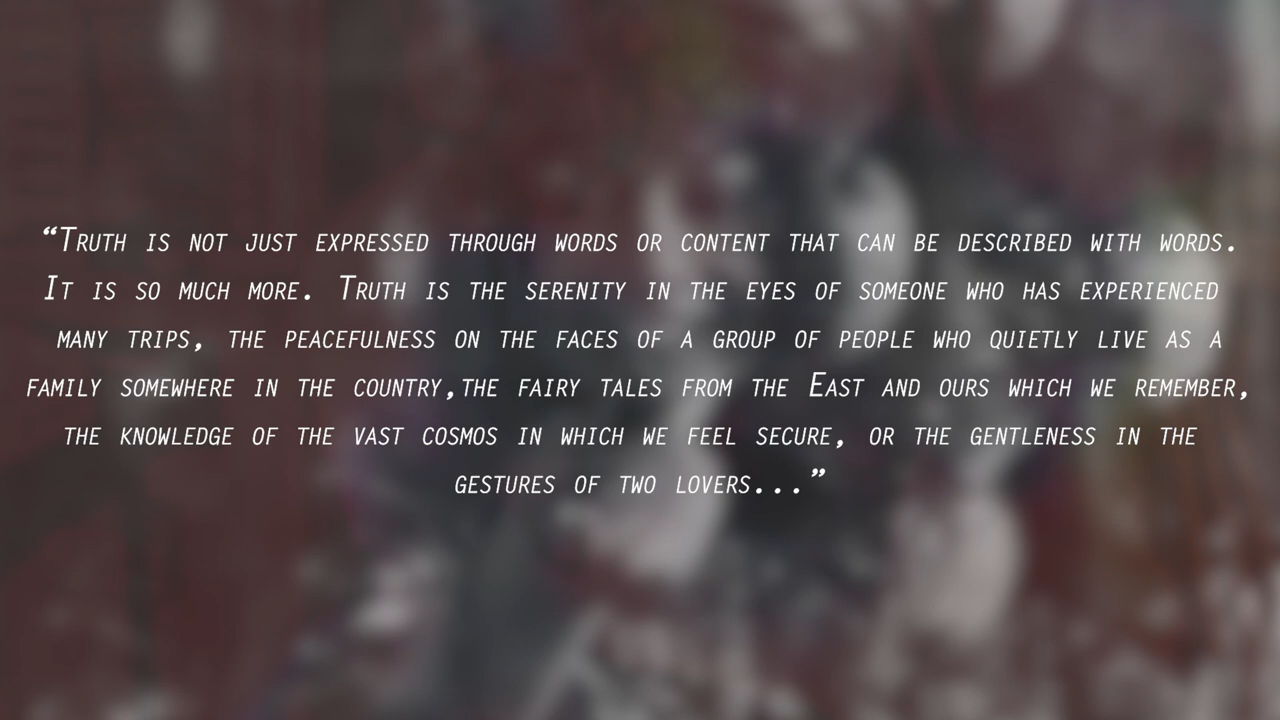 “Truth is not just expressed through words or content that can be described with words.
It is so much more. Truth is the serenity in the eyes of someone who has experienced
many trips, the peacefulness on the faces of a group of people who quietly live as a
family somewhere in the country,the fairy tales from the East and ours which we remember,
the knowledge of the vast cosmos in which we feel secure, or the gentleness in the
gestures of two lovers...”